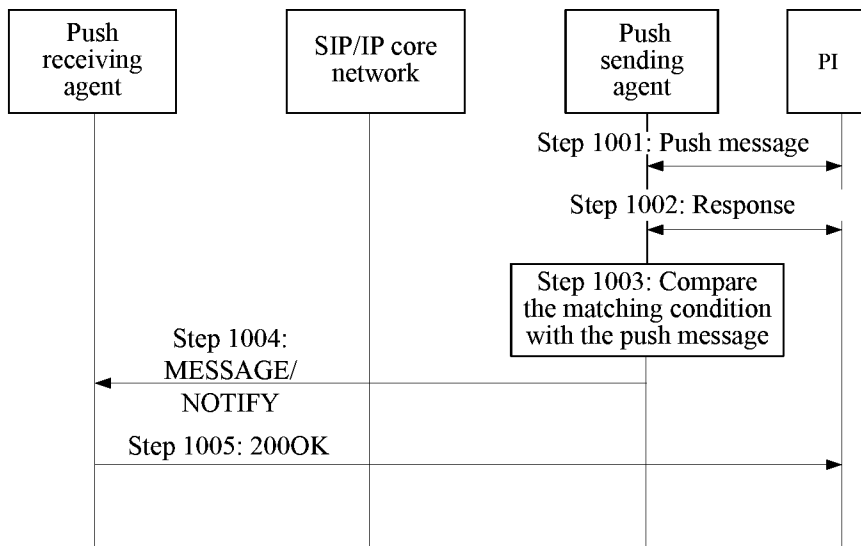 Push
receiving
agent
SIP/IP core
network
Push
sending
agent
PI
Step 1001: Push message
Step 1002: Response
Step 1003: Compare
the matching condition
with the push message
Step 1004:
MESSAGE/
NOTIFY
Step 1005: 200OK